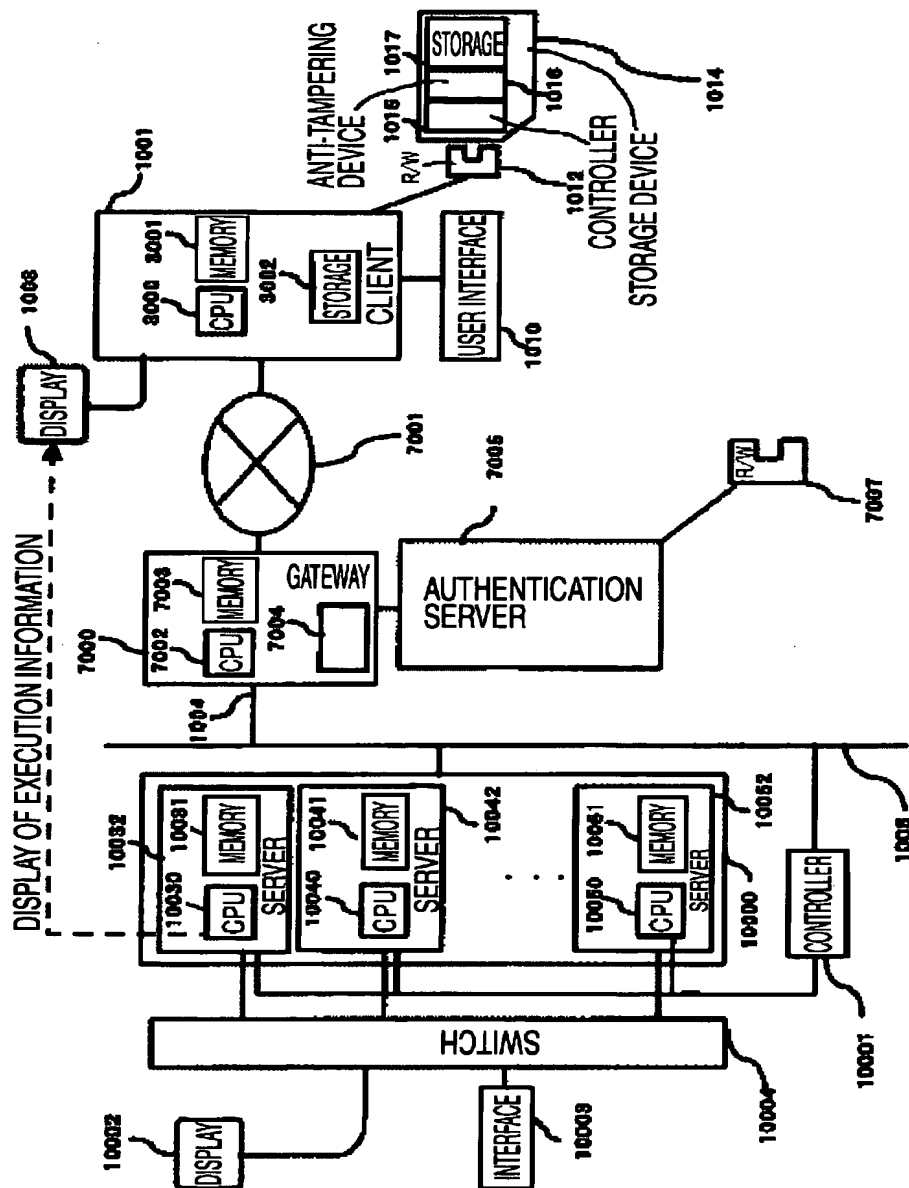 DISPLAY OF EXECUTION INFORMATION
10002
DISPLAY
INTERFACE
10003
SWITCH
10004
10032
10030
CPU
10031
MEMORY
SERVER
10040
CPU
10041
MEMORY
SERVER
10042
. . .
10050
CPU
10051
MEMORY
SERVER
10052
10000
CONTROLLER
10001
1005
1004
7000
7002
CPU
7003
MEMORY
GATEWAY
7004
7005
AUTHENTICATION
SERVER
R/W
7007
7001
1008
DISPLAY
1001
3000
CPU
3001
MEMORY
3002
STORAGE
CLIENT
USER INTERFACE
1010
ANTI-TAMPERING
DEVICE
R/W
1012
1015
1017
STORAGE
1016
1014
CONTROLLER
STORAGE DEVICE